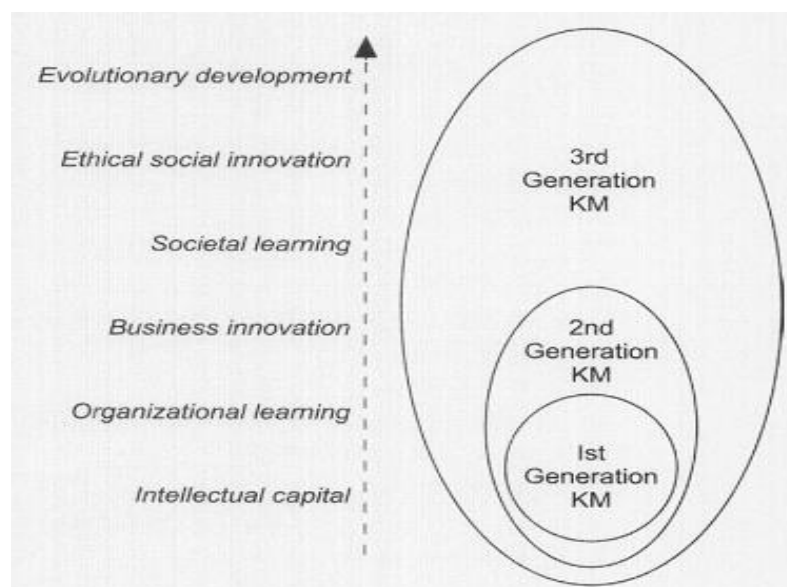 Evolutionary development
Ethical social innovation
Societal learning
Business innovation
Organizational learning
Intellectual capital
3rd
Generation
KM
2nd
Generation
KM
Ist
Generation
KM